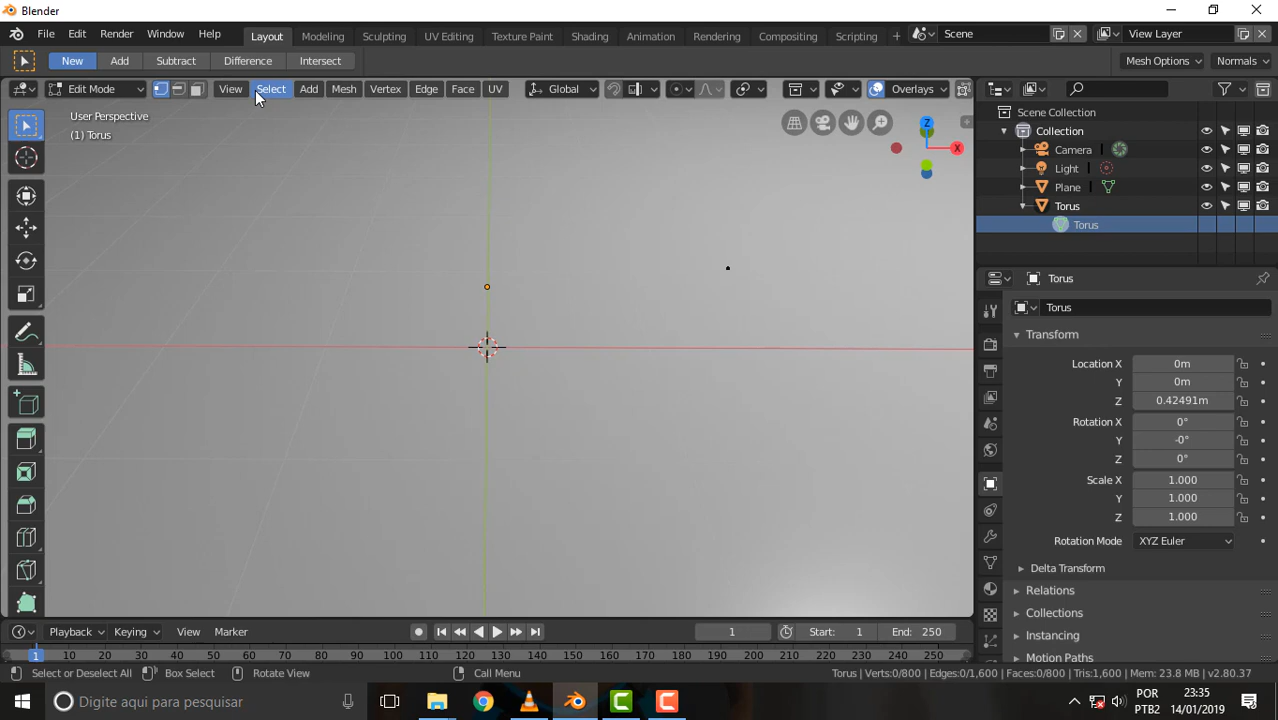 Blender
File Edit Render Window Help Layout Modeling Sculpting UV Editing Texture Paint Shading Animation Rendering Compositing Scripting Scene View Layer
New Add Subtract Difference Intersect Mesh Options Normals
Edit Mode View Select Add Mesh Vertex Edge Face UV Global Overlays
User Perspective
(1) Torus
Z
X
Scene Collection
Collection
Camera
Light
Plane
Torus
Torus
Torus
Torus
Transform
Location X 0m
Y 0m
Z 0.42491m
Rotation X 0°
Y -0°
Z 0°
Scale X 1.000
Y 1.000
Z 1.000
Rotation Mode XYZ Euler
Delta Transform
Relations
Collections
Instancing
Motion Paths
Playback Keying View Marker 1 Start: 1 End: 250
1 10 20 30 40 50 60 70 80 90 100 110 120 130 140 150 160 170 180 190 200 210 220 230 240 250
Select or Deselect All Box Select Rotate View Call Menu Torus | Verts:0/800 | Edges:0/1,600 | Faces:0/800 | Tris:1,600 | Mem: 23.8 MB | v2.80.37
Digite aqui para pesquisar
POR
PTB2
23:35
14/01/2019